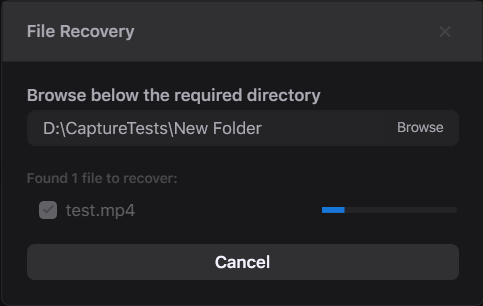 File Recovery
Browse below the required directory
D:\CaptureTests\New Folder
Browse
Found 1 file to recover:
test.mp4
Cancel